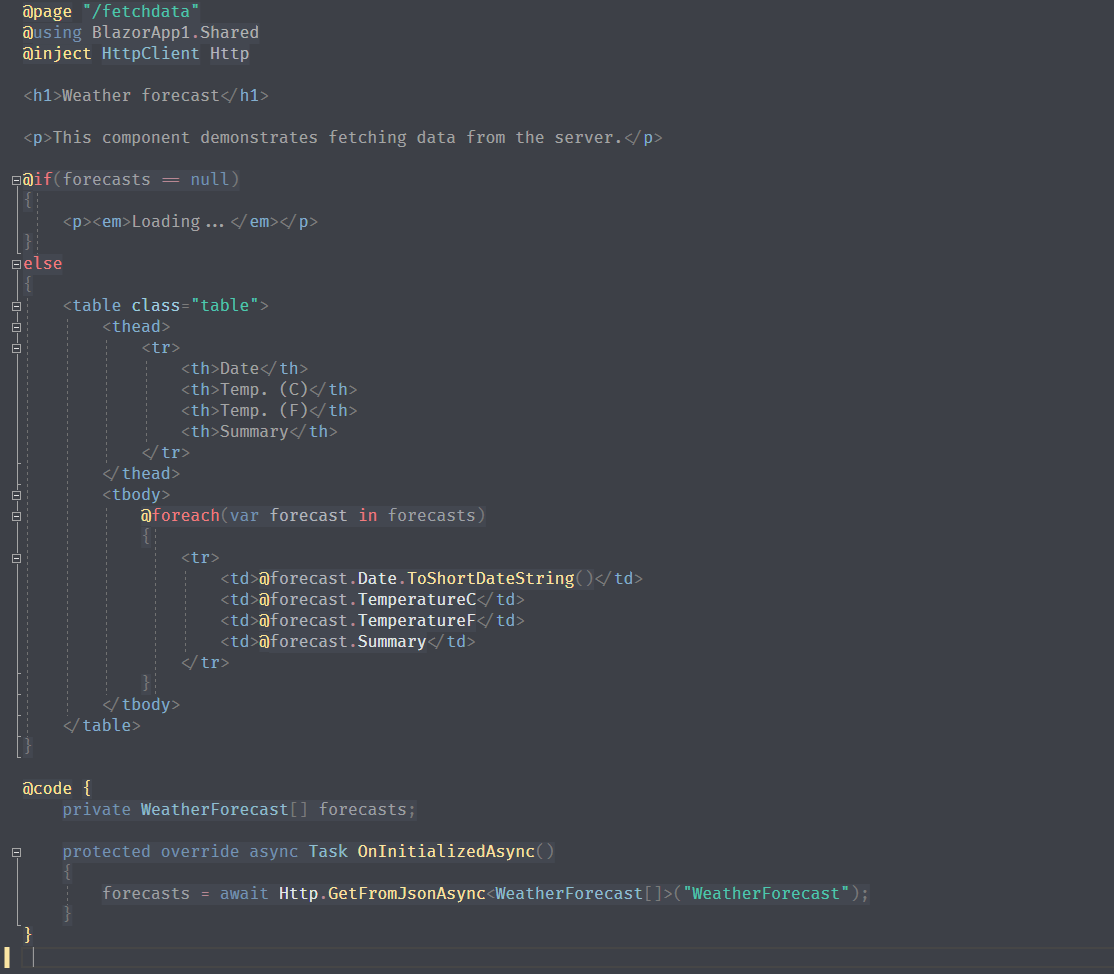 @page "/fetchdata"
@using BlazorApp1.Shared
@inject HttpClient Http

<h1>Weather forecast</h1>

<p>This component demonstrates fetching data from the server.</p>

@if(forecasts == null)
{
    <p><em>Loading...</em></p>
}
else
{
    <table class="table">
        <thead>
            <tr>
                <th>Date</th>
                <th>Temp. (C)</th>
                <th>Temp. (F)</th>
                <th>Summary</th>
            </tr>
        </thead>
        <tbody>
            @foreach(var forecast in forecasts)
            {
                <tr>
                    <td>@forecast.Date.ToShortDateString()</td>
                    <td>@forecast.TemperatureC</td>
                    <td>@forecast.TemperatureF</td>
                    <td>@forecast.Summary</td>
                </tr>
            }
        </tbody>
    </table>
}

@code {
    private WeatherForecast[] forecasts;

    protected override async Task OnInitializedAsync()
    {
        forecasts = await Http.GetFromJsonAsync<WeatherForecast[]>("WeatherForecast");
    }
}